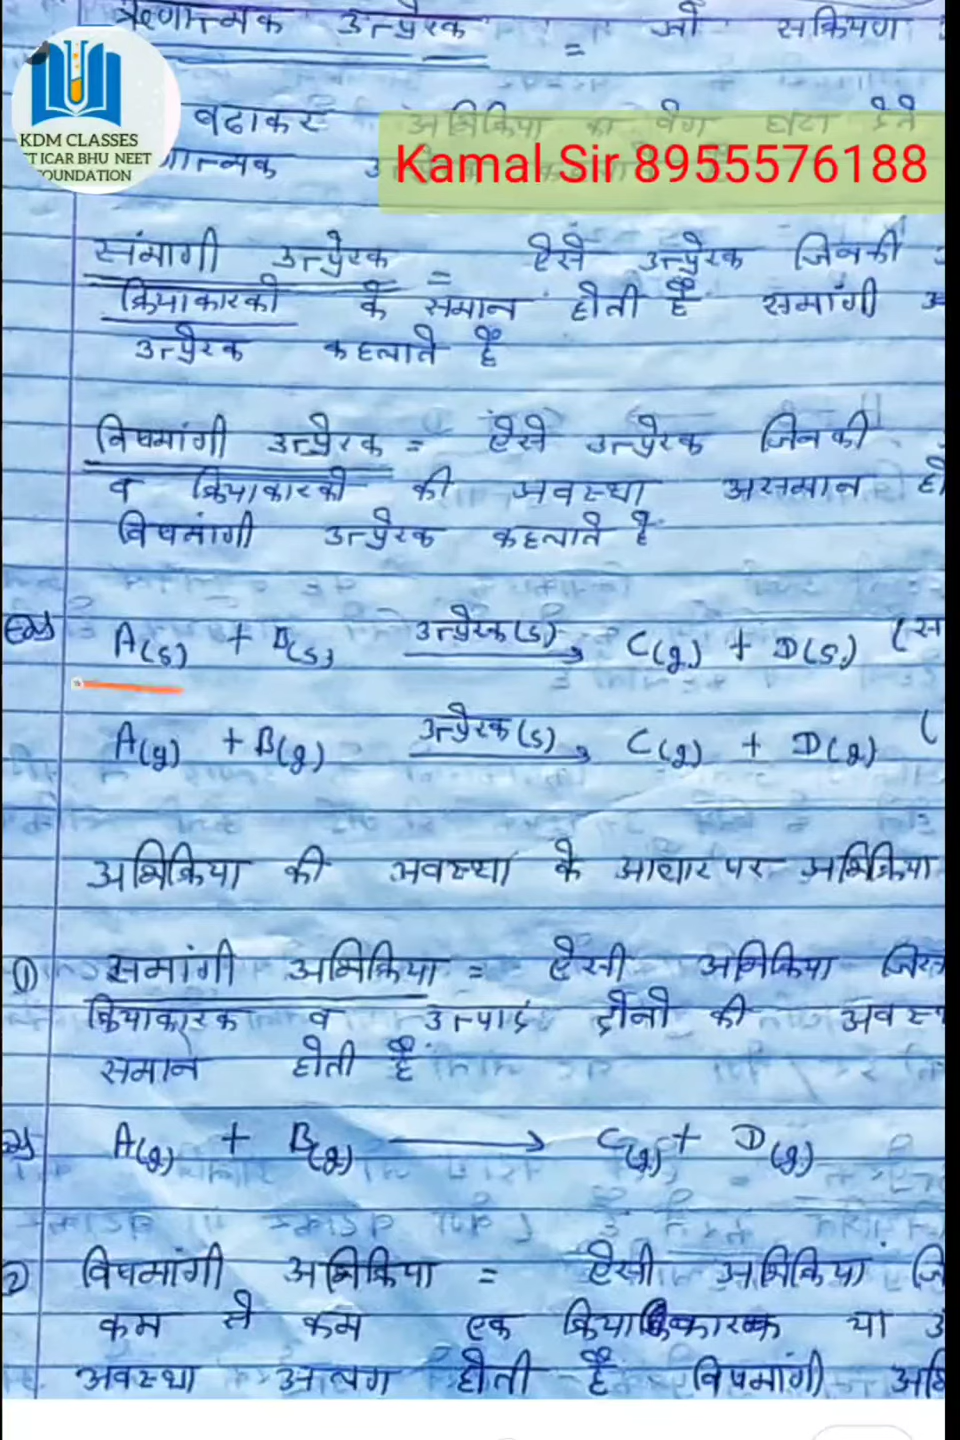 ऋणात्मक उत्प्रेरक = जो सक्रियण
KDM CLASSES
ICAR BHU NEET
OUNDATION
बढाकर अभिक्रिया का वेग घटा देते
Kamal Sir 8955576188
संमागी उत्प्रेरक = ऐसे उत्प्रेरक जिनकी
क्रियाकारको के समान होती है समांगी
उत्प्रेरक कहलाते हैं
विषमांगी उत्प्रेरक = ऐसे उत्प्रेरक जिनकी
व क्रियाकारको की अवस्था असमान हो
विषमांगी उत्प्रेरक कहलाते है
A(s) + B(s) उत्प्रेरक(s) C(g) + D(s) (स
A(g) + B(g) उत्प्रेरक(s) C(g) + D(g) (
अभिक्रिया की अवस्था के आधार पर अभिक्रिया
① समांगी अभिक्रिया = ऐसी अभिक्रिया
क्रियाकारक व उत्पाद दोनो की
समान होती है
A(g) + B(g) → C(g) + D(g)
2 विषमांगी अभिक्रिया = ऐसी अभिक्रिया
कम से कम एक या
अवस्था अलग होती है विषमांगी